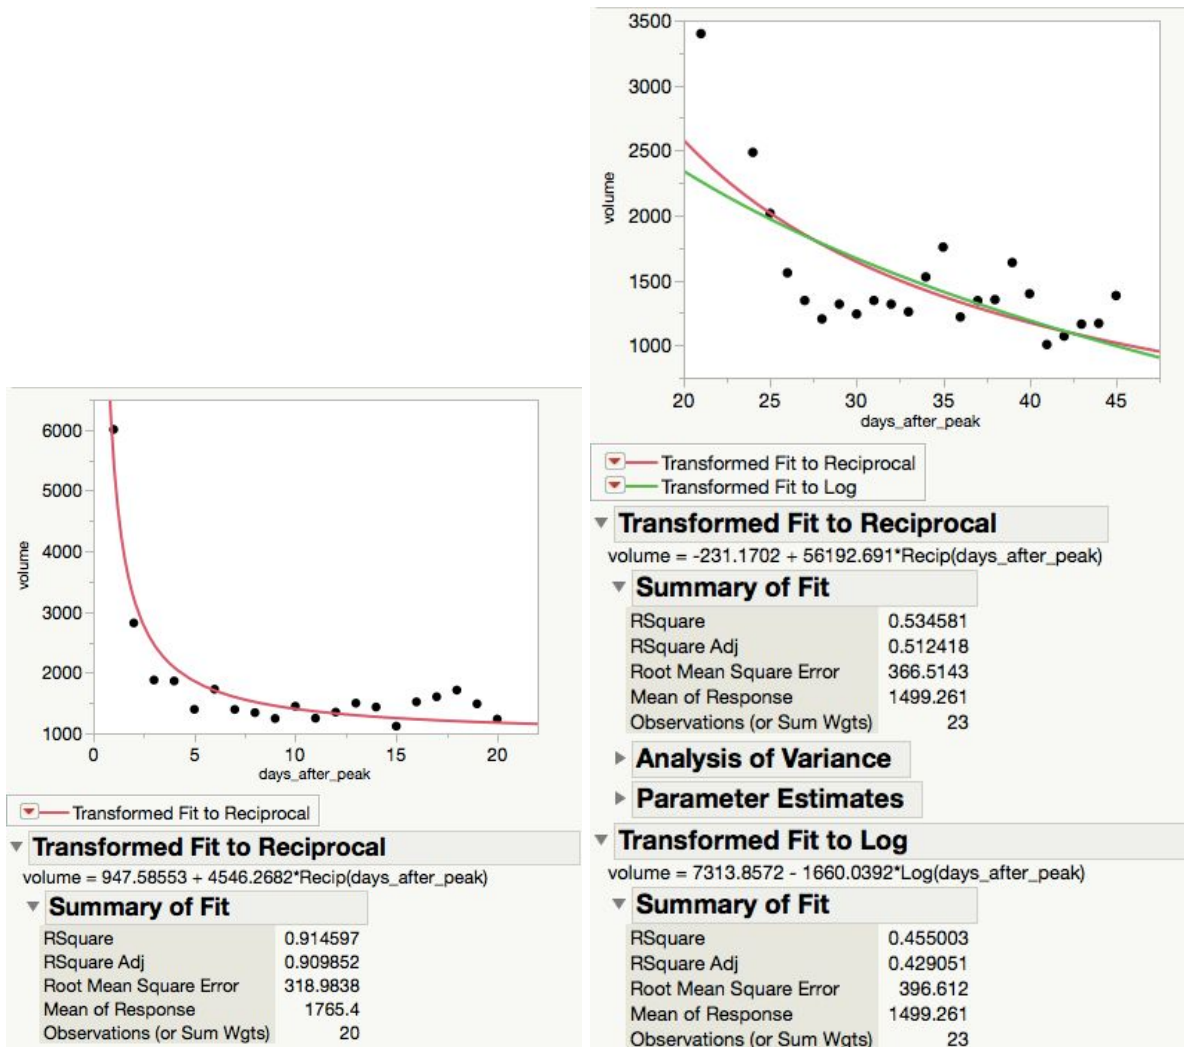 6000
5000
4000
3000
2000
1000
volume
0
5
10
15
20
days_after_peak
Transformed Fit to Reciprocal
Transformed Fit to Reciprocal
volume = 947.58553 + 4546.2682*Recip(days_after_peak)
Summary of Fit
RSquare 0.914597
RSquare Adj 0.909852
Root Mean Square Error 318.9838
Mean of Response 1765.4
Observations (or Sum Wgts) 20
3500
3000
2500
2000
1500
1000
volume
20
25
30
35
40
45
days_after_peak
Transformed Fit to Reciprocal
Transformed Fit to Log
Transformed Fit to Reciprocal
volume = -231.1702 + 56192.691*Recip(days_after_peak)
Summary of Fit
RSquare 0.534581
RSquare Adj 0.512418
Root Mean Square Error 366.5143
Mean of Response 1499.261
Observations (or Sum Wgts) 23
Analysis of Variance
Parameter Estimates
Transformed Fit to Log
volume = 7313.8572 - 1660.0392*Log(days_after_peak)
Summary of Fit
RSquare 0.455003
RSquare Adj 0.429051
Root Mean Square Error 396.612
Mean of Response 1499.261
Observations (or Sum Wgts) 23